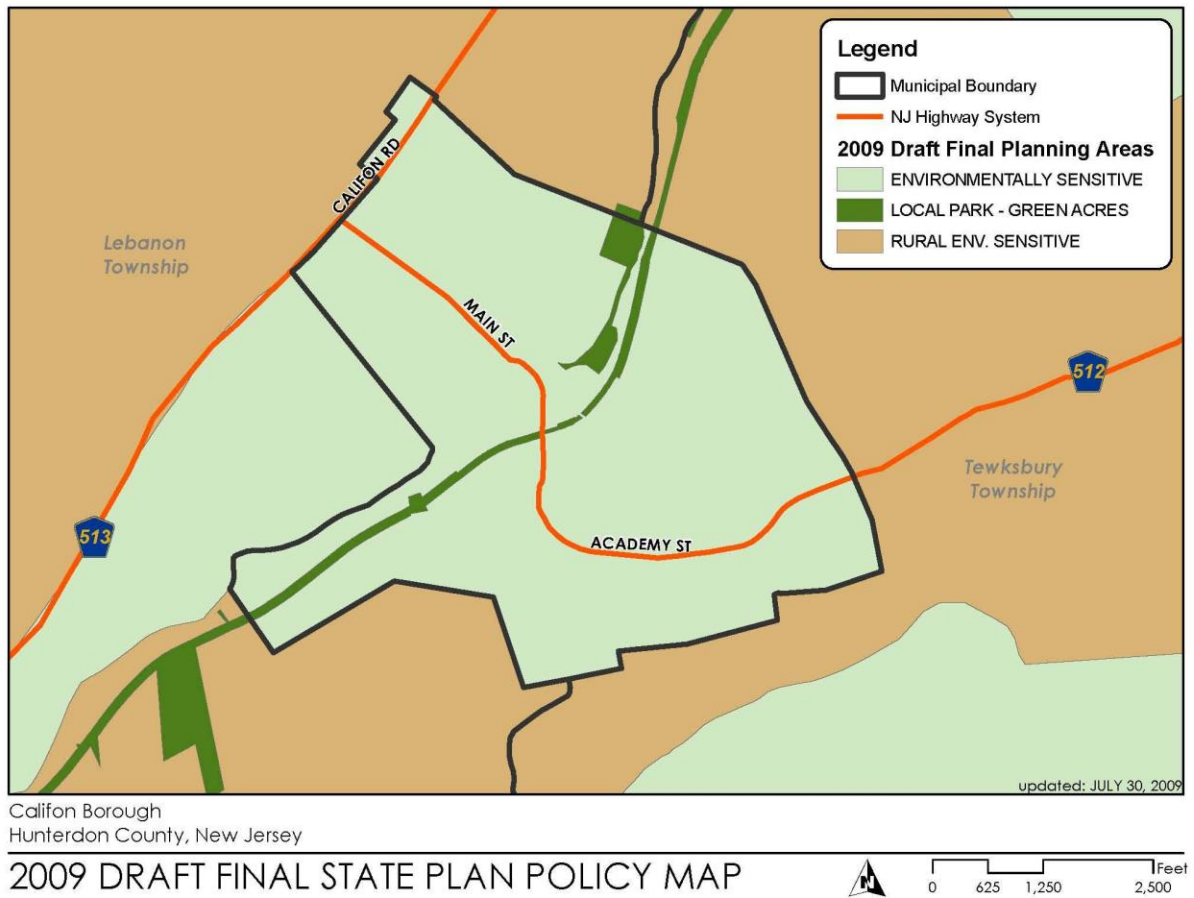 Legend
Municipal Boundary
NJ Highway System
2009 Draft Final Planning Areas
ENVIRONMENTALLY SENSITIVE
LOCAL PARK - GREEN ACRES
RURAL ENV. SENSITIVE
CALIFON RD
Lebanon
Township
MAIN ST
512
Tewksbury
Township
513
ACADEMY ST
updated: JULY 30, 2009
Califon Borough
Hunterdon County, New Jersey
2009 DRAFT FINAL STATE PLAN POLICY MAP
N
Feet
0 625 1,250 2,500